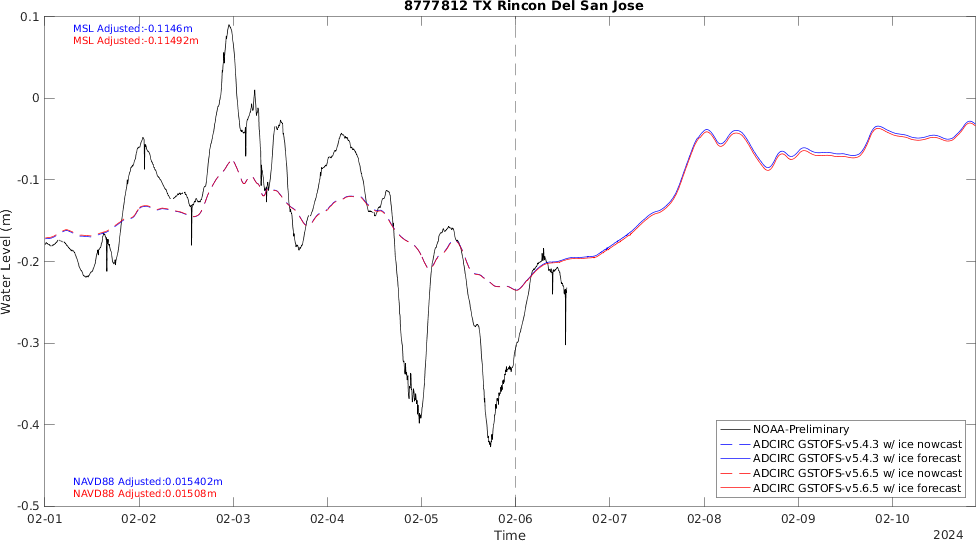 8777812 TX Rincon Del San Jose
MSL Adjusted:-0.1146m
MSL Adjusted:-0.11492m
0.1
0
-0.1
-0.2
-0.3
-0.4
-0.5
Water Level (m)
NAVD88 Adjusted:0.015402m
NAVD88 Adjusted:0.01508m
NOAA-Preliminary
ADCIRC GSTOFS-v5.4.3 w/ ice nowcast
ADCIRC GSTOFS-v5.4.3 w/ ice forecast
ADCIRC GSTOFS-v5.6.5 w/ ice nowcast
ADCIRC GSTOFS-v5.6.5 w/ ice forecast
02-01 02-02 02-03 02-04 02-05 02-06 02-07 02-08 02-09 02-10
Time
2024